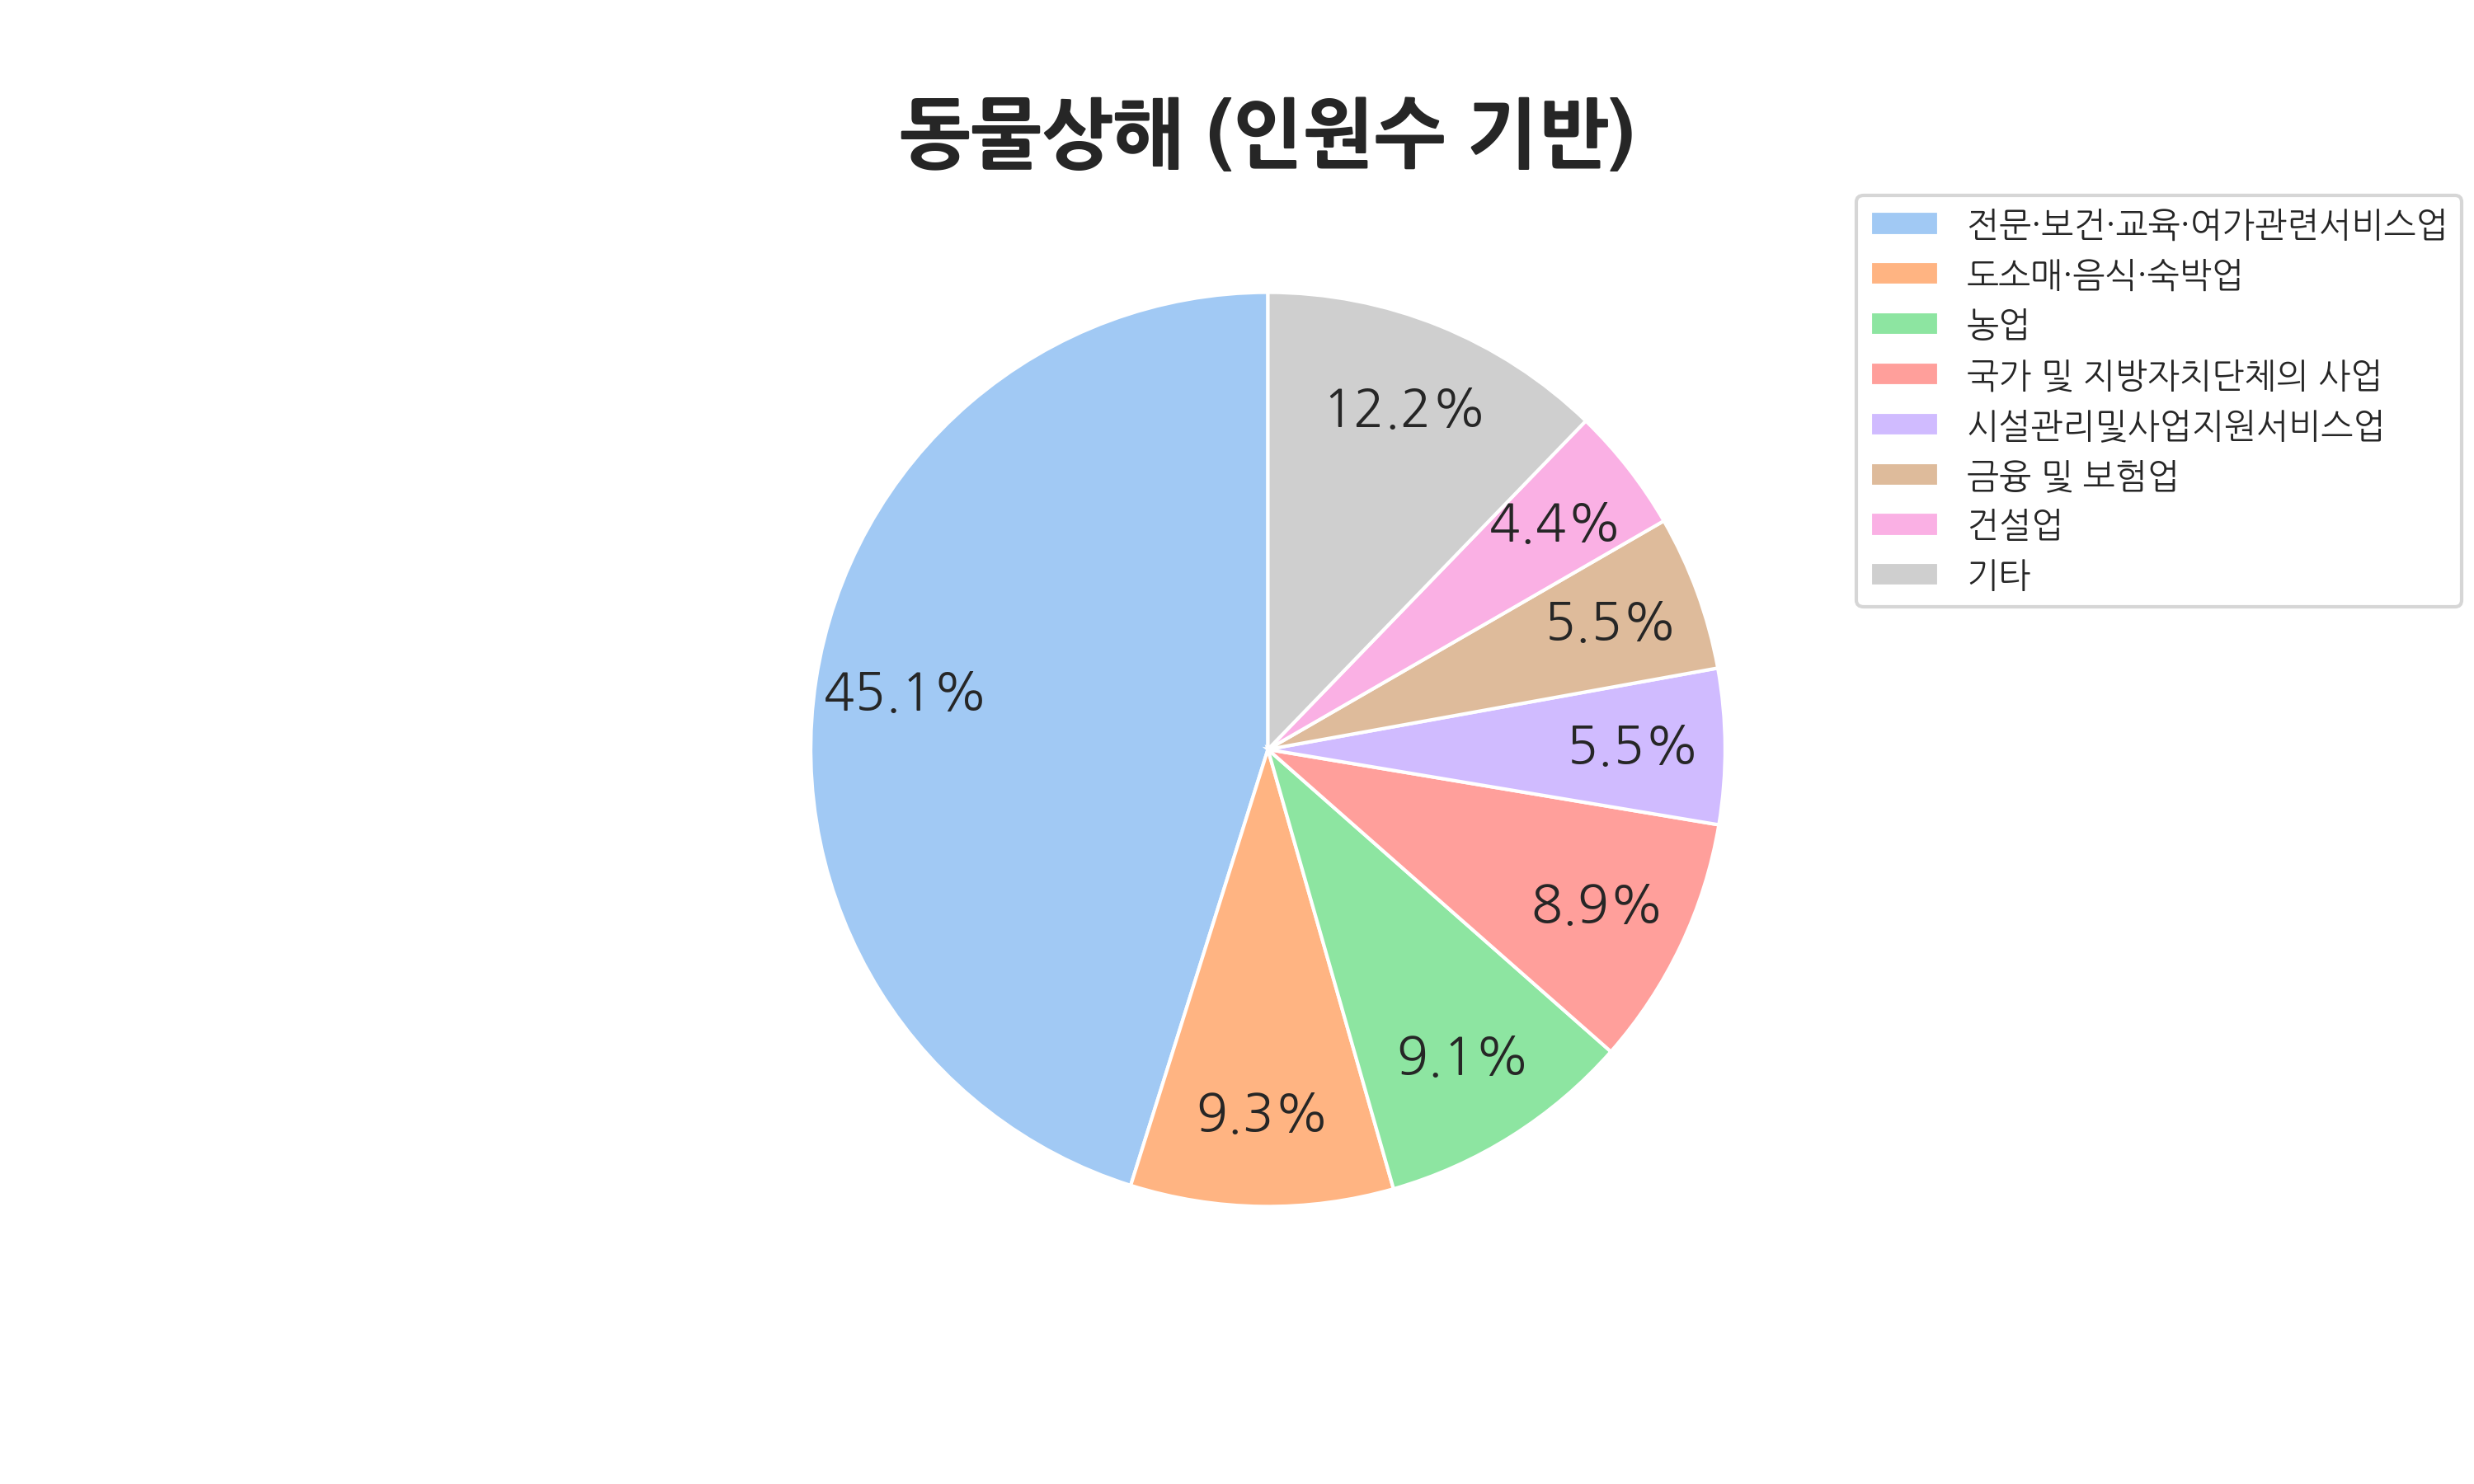 동물상해 (인원수 기반)
전문·보건·교육·여가관련서비스업
도소매·음식·숙박업
농업
국가 및 지방자치단체의 사업
시설관리및사업지원서비스업
금융 및 보험업
건설업
기타
12.2%
4.4%
5.5%
45.1%
5.5%
8.9%
9.1%
9.3%